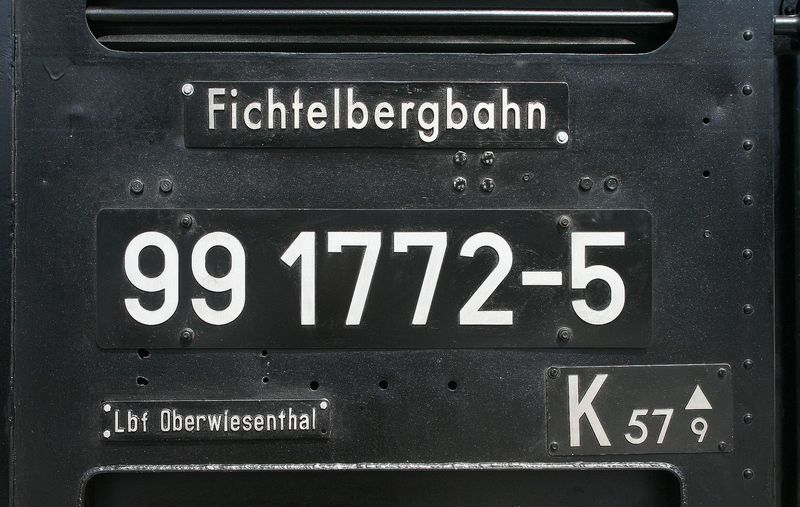 Fichtelbergbahn
99 1772-5
Lbf Oberwiesenthal
K 57 9